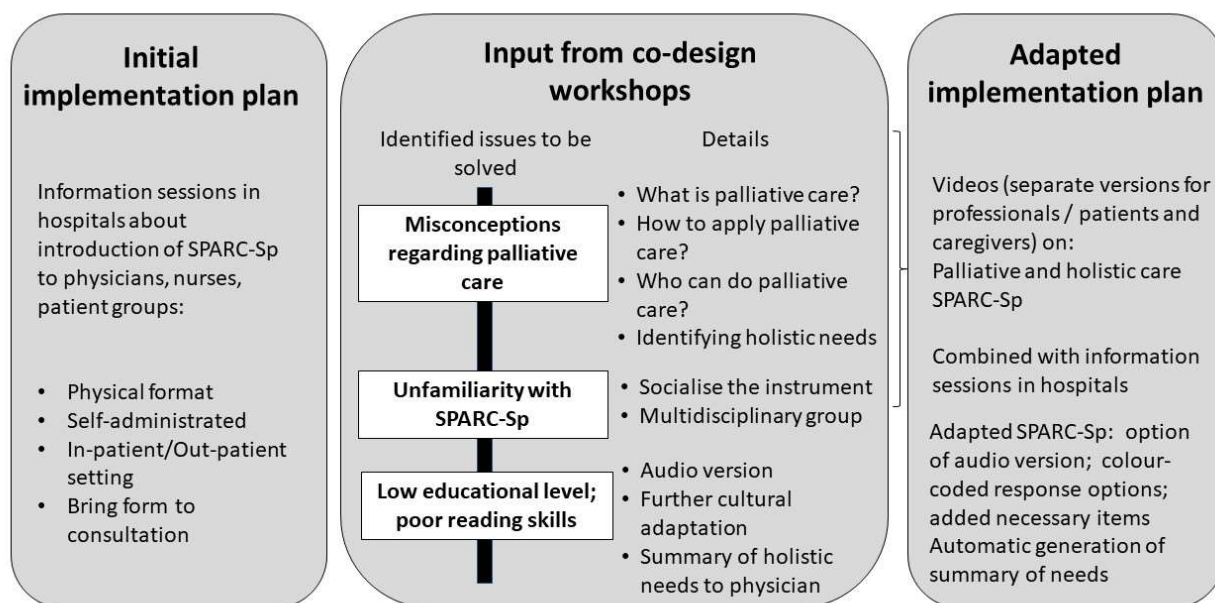 Initial
implementation plan
Information sessions in
hospitals about
introduction of SPARC-Sp
to physicians, nurses,
patient groups:
• Physical format
• Self-administrated
• In-patient/Out-patient
setting
• Bring form to
consultation
Input from co-design
workshops
Identified issues to be
solved
Misconceptions
regarding palliative
care
Unfamiliarity with
SPARC-Sp
Low educational level;
poor reading skills
Details
• What is palliative care?
• How to apply palliative
care?
• Who can do palliative
care?
• Identifying holistic needs
• Socialise the instrument
• Multidisciplinary group
• Audio version
• Further cultural
adaptation
• Summary of holistic
needs to physician
Adapted
implementation plan
Videos (separate versions for
professionals / patients and
caregivers) on:
Palliative and holistic care
SPARC-Sp
Combined with information
sessions in hospitals
Adapted SPARC-Sp: option
of audio version; colour-
coded response options;
added necessary items
Automatic generation of
summary of needs